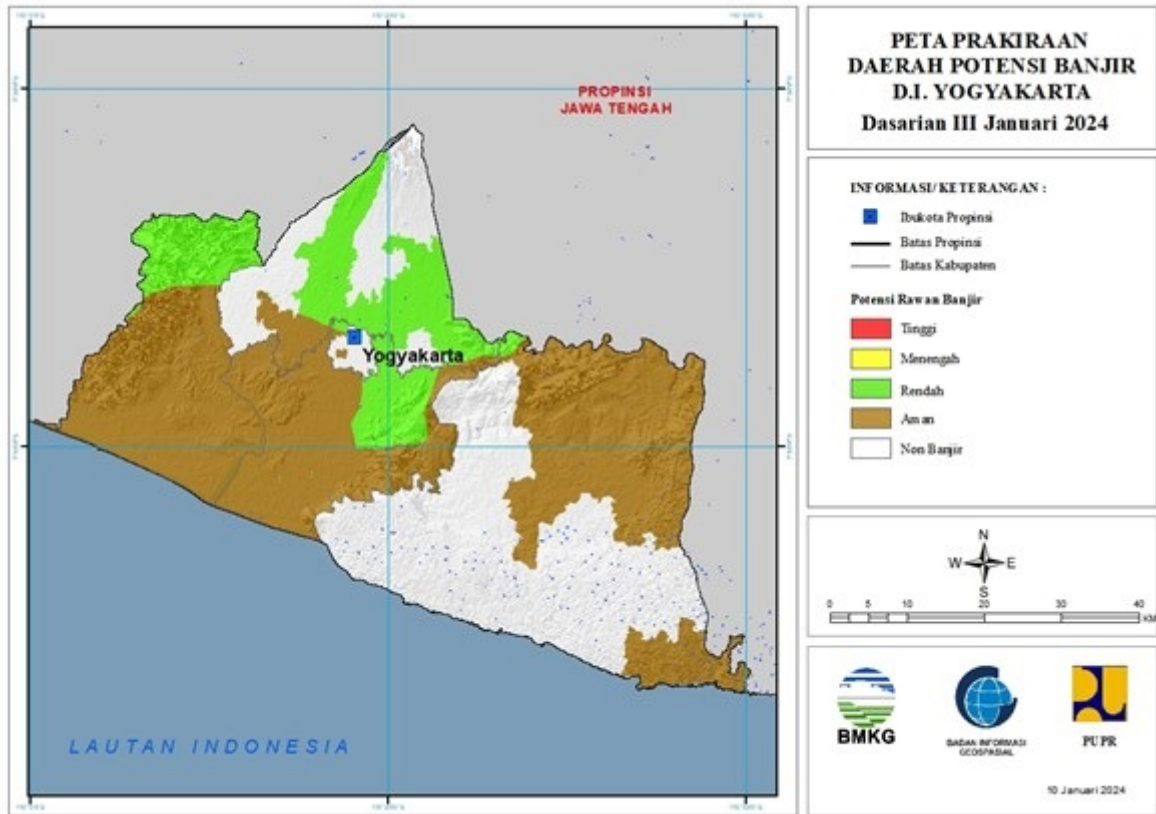 PROPINSI
JAWA TENGAH
Yogyakarta
LAUTAN INDONESIA
PETA PRAKIRAAN
DAERAH POTENSI BANJIR
D.I. YOGYAKARTA
Dasarian III Januari 2024
INFORMASI/KETERANGAN :
Ibukota Propinsi
Batas Propinsi
Batas Kabupaten
Potensi Rawan Banjir
Tinggi
Menengah
Rendah
Aman
Non Banjir
N
W E
S
0 5 10 20 30 40
KM
BMKG
BADAN INFORMASI
GEOSPASIAL
PUPR
10 Januari 2024